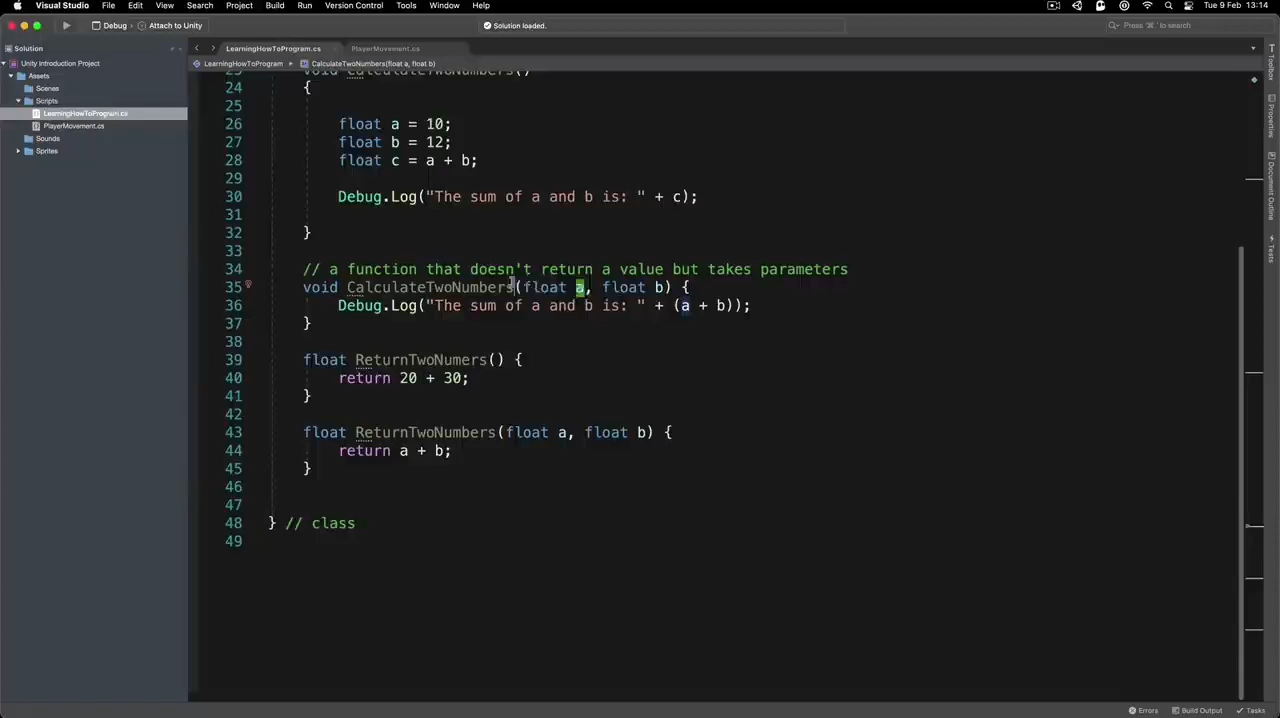 Visual Studio File Edit View Search Project Build Run Version Control Tools Window Help Tue 9 Feb 13:14
Debug Attach to Unity Solution loaded. Press '⌘.' to search
Solution LearningHowToProgram.cs PlayerMovement.cs
LearningHowToProgram CalculateTwoNumbers(float a, float b)
Unity Introduction Project
Assets
Scenes
Scripts
LearningHowToProgram.cs
PlayerMovement.cs
Sounds
Sprites
23 void CalculateTwoNumbers()
24 {
25
26 float a = 10;
27 float b = 12;
28 float c = a + b;
29
30 Debug.Log("The sum of a and b is: " + c);
31
32 }
33
34 // a function that doesn't return a value but takes parameters
35 void CalculateTwoNumbers(float a, float b) {
36 Debug.Log("The sum of a and b is: " + (a + b));
37 }
38
39 float ReturnTwoNumers() {
40 return 20 + 30;
41 }
42
43 float ReturnTwoNumbers(float a, float b) {
44 return a + b;
45 }
46
47
48 } // class
49
Toolbox
Properties
Document Outline
Tests
Errors Build Output Tasks